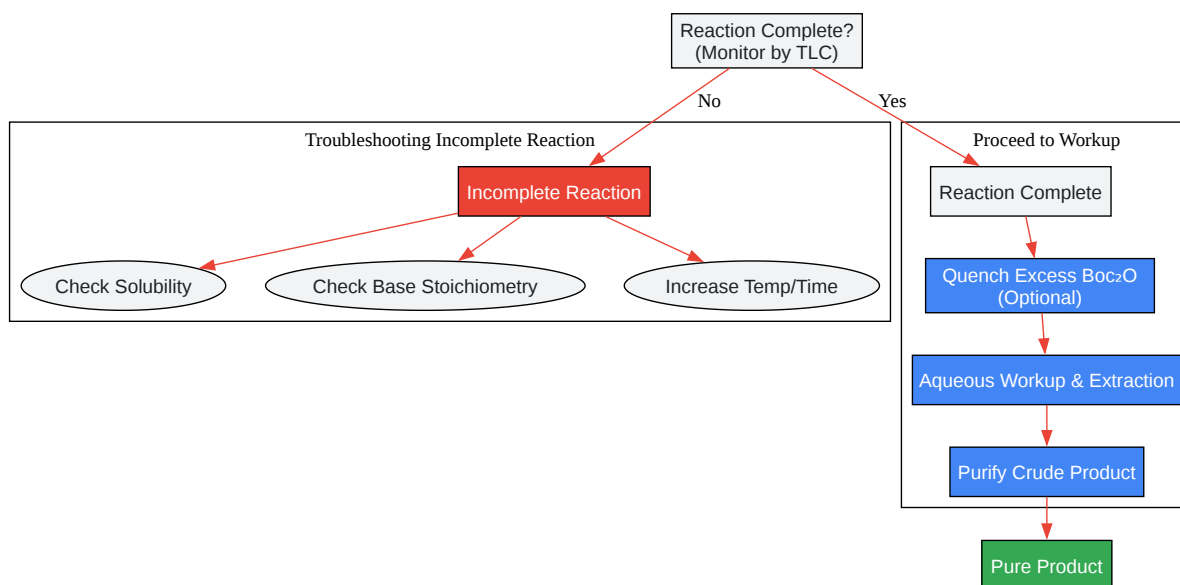 Reaction Complete?
(Monitor by TLC)
No
Yes
Troubleshooting Incomplete Reaction
Proceed to Workup
Incomplete Reaction
Reaction Complete
Check Solubility
Check Base Stoichiometry
Increase Temp/Time
Quench Excess Boc₂O
(Optional)
Aqueous Workup & Extraction
Purify Crude Product
Pure Product